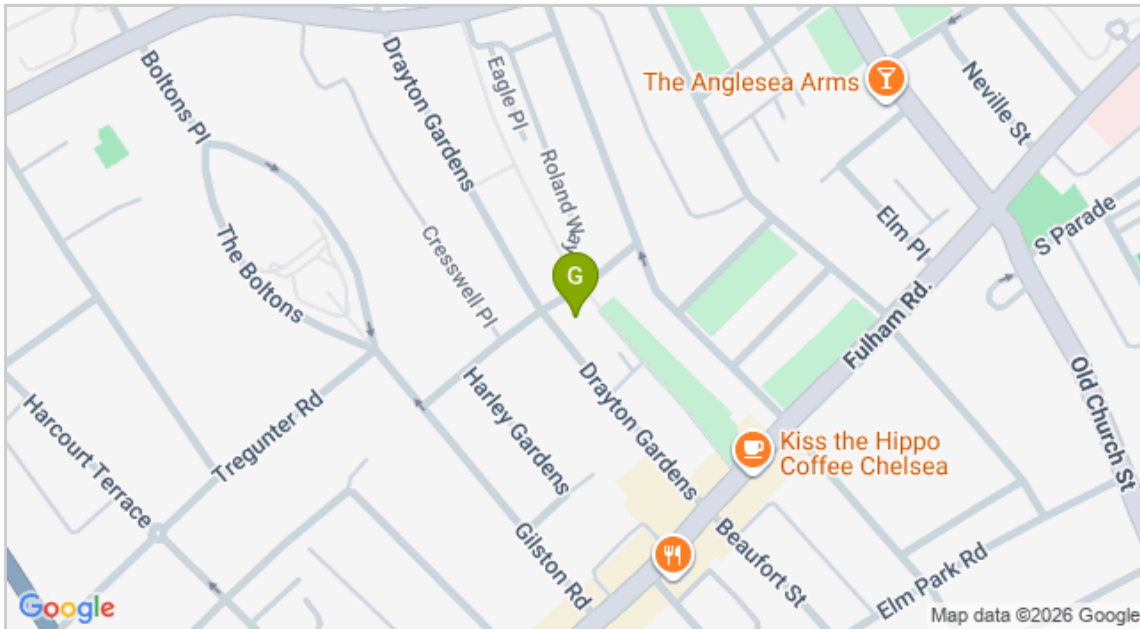 Boltons Pl
Drayton Gardens
Eagle Pl
The Anglesea Arms
Neville St
Roland Way
Cresswell Pl
Elm Pl
S Parade
The Boltons
G
Fulham Rd.
Old Church St
Harcourt Terrace
Tregunter Rd
Harley Gardens
Drayton Gardens
Kiss the Hippo
Coffee Chelsea
Gilston Rd
Beaufort St
Elm Park Rd
Google
Map data ©2026 Google